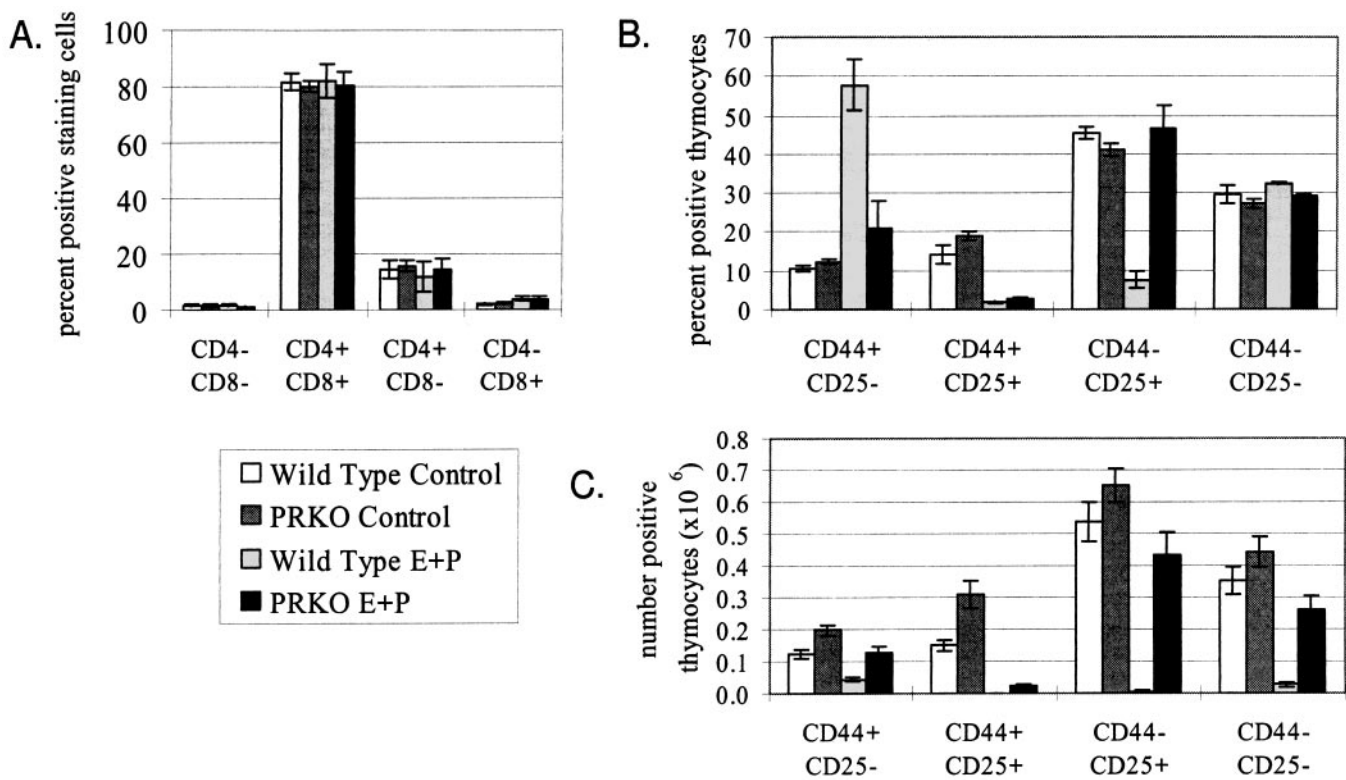 A.
percent positive staining cells
100
80
60
40
20
0
CD4- CD4+ CD4+ CD4-
CD8- CD8+ CD8- CD8+
B.
percent positive thymocytes
70
60
50
40
30
20
10
0
CD44+ CD44+ CD44- CD44-
CD25- CD25+ CD25+ CD25-
Wild Type Control
PRKO Control
Wild Type E+P
PRKO E+P
C.
number positive
thymocytes (x10 6)
0.8
0.7
0.6
0.5
0.4
0.3
0.2
0.1
0.0
CD44+ CD44+ CD44- CD44-
CD25- CD25+ CD25+ CD25-